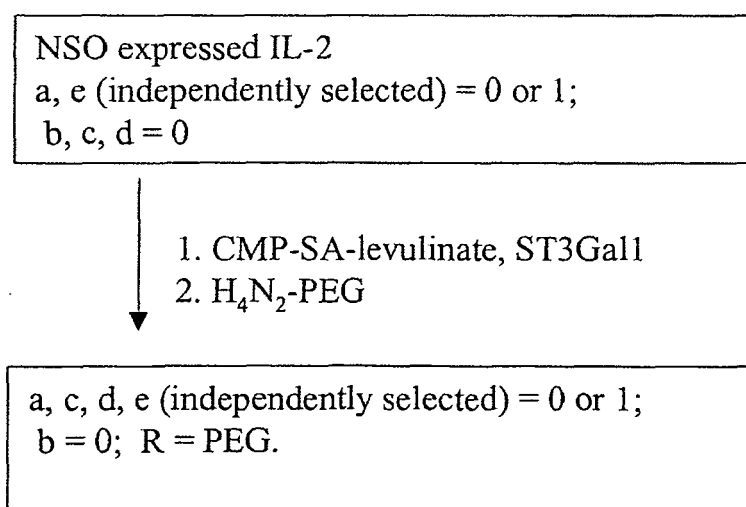 NSO expressed IL-2
a, e (independently selected) = 0 or 1;
b, c, d = 0
1. CMP-SA-levulinate, ST3Gal1
2. H₄N₂-PEG
a, c, d, e (independently selected) = 0 or 1;
b = 0; R = PEG.